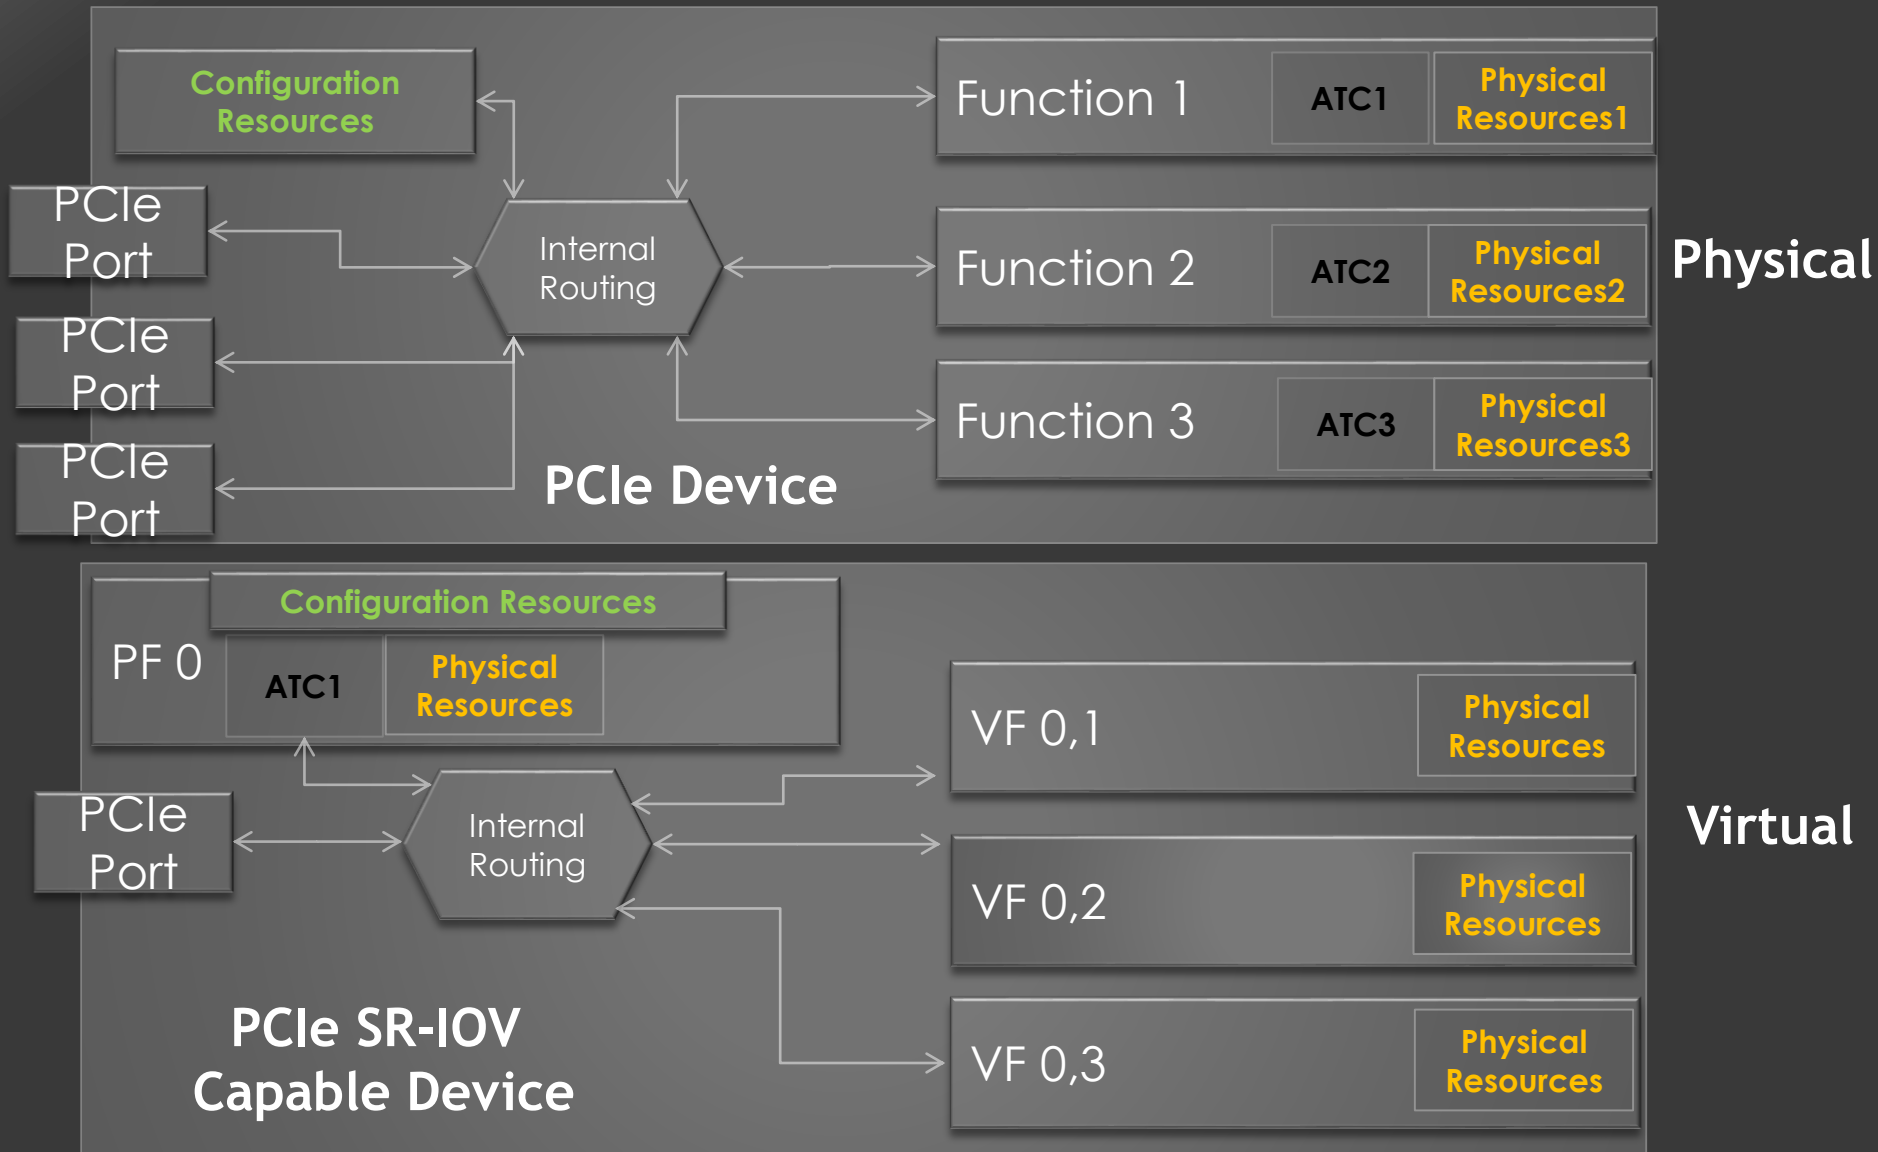 Configuration
Resources
PCIe
Port
PCIe
Port
PCIe
Port
Internal
Routing
PCIe Device
Function 1
ATC1
Physical
Resources1
Function 2
ATC2
Physical
Resources2
Function 3
ATC3
Physical
Resources3
Physical
Configuration Resources
PF 0
ATC1
Physical
Resources
PCIe
Port
Internal
Routing
PCIe SR-IOV
Capable Device
VF 0,1
Physical
Resources
VF 0,2
Physical
Resources
VF 0,3
Physical
Resources
Virtual